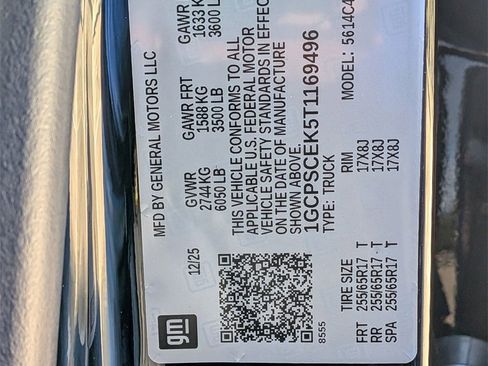 MFD BY GENERAL MOTORS LLC
12/25
GVWR
2744KG
6050 LB
GAWR FRT
1588 KG
3500 LB
GAWR
1633 KG
3600 LB
THIS VEHICLE CONFORMS TO ALL
APPLICABLE U.S. FEDERAL MOTOR
VEHICLE SAFETY STANDARDS IN EFFECT
ON THE DATE OF MANUFACTURE
SHOWN ABOVE.
1GCPSCEK5T1169496
TYPE: TRUCK
MODEL: 5614C4
gm
8555
TIRE SIZE RIM
FRT 255/65R17 T 17X8J
RR 255/65R17 - T 17X8J
SPA 255/65R17 T 17X8J